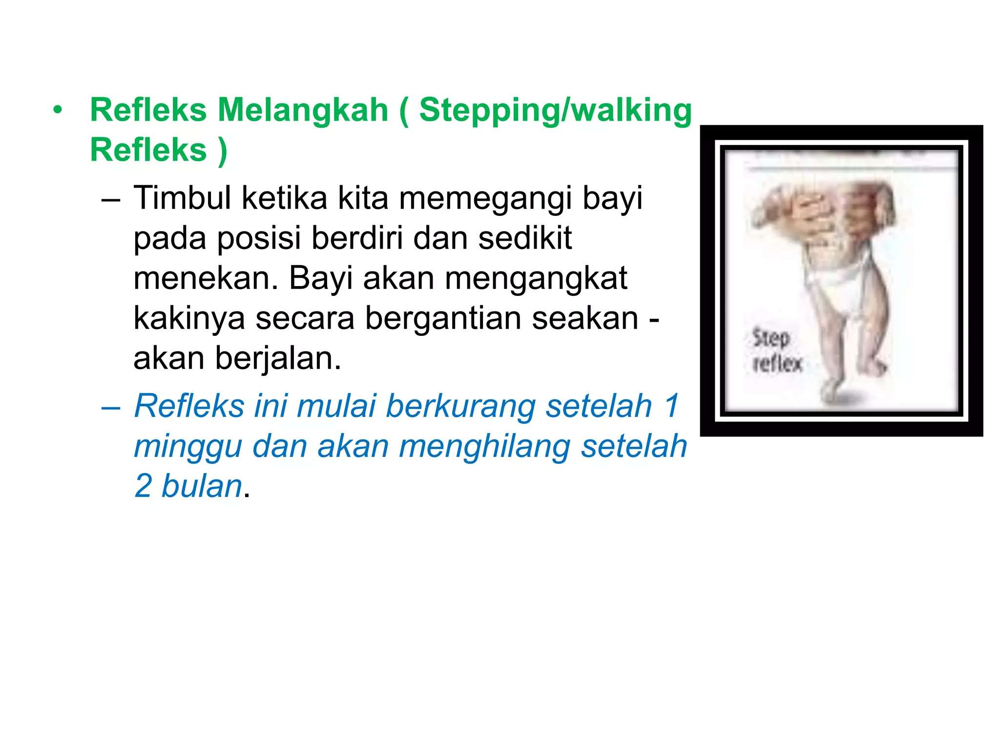 • Refleks Melangkah ( Stepping/walking
Refleks )
– Timbul ketika kita memegangi bayi
pada posisi berdiri dan sedikit
menekan. Bayi akan mengangkat
kakinya secara bergantian seakan -
akan berjalan.
– Refleks ini mulai berkurang setelah 1
minggu dan akan menghilang setelah
2 bulan.
Step
reflex